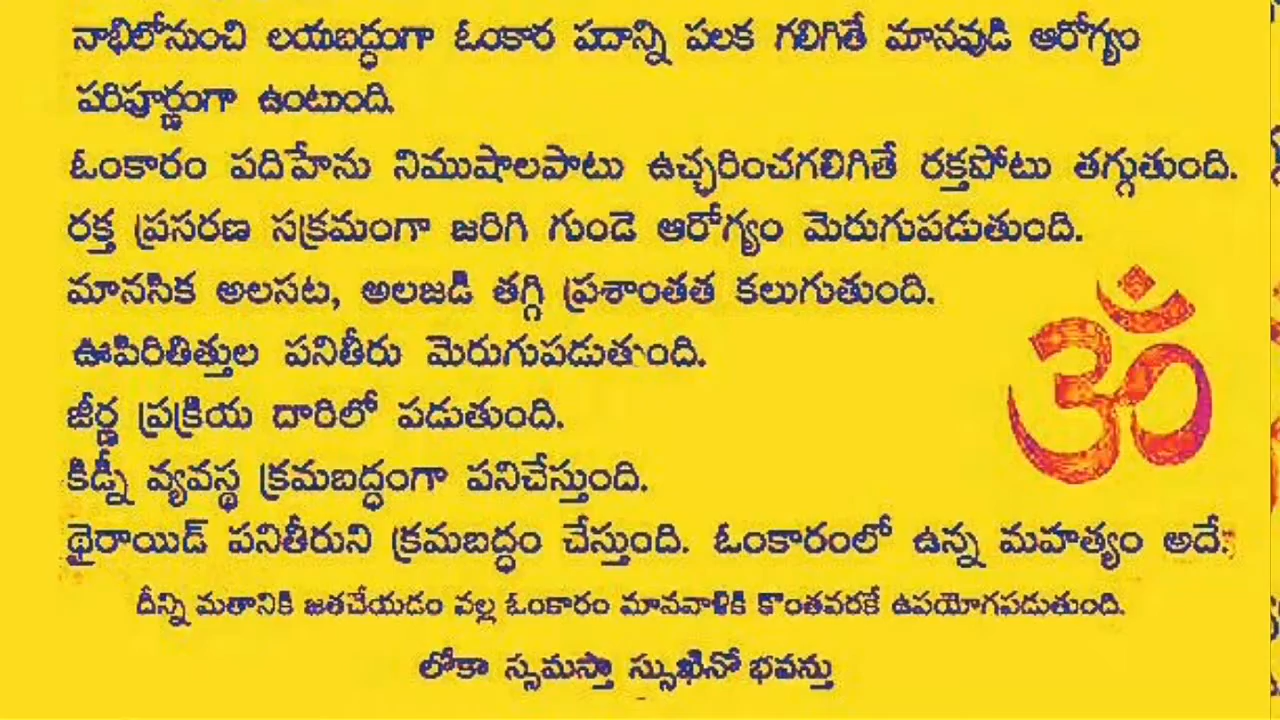 నాభిలోనుంచి లయబద్ధంగా ఓంకార పదాన్ని పలక గలిగితే మానవుడి ఆరోగ్యం
పరిపూర్ణంగా ఉంటుంది.
ఓంకారం పదిహేను నిముషాలపాటు ఉచ్ఛరించగలిగితే రక్తపోటు తగ్గుతుంది.
రక్త ప్రసరణ సక్రమంగా జరిగి గుండె ఆరోగ్యం మెరుగుపడుతుంది.
మానసిక అలసట, అలజడి తగ్గి ప్రశాంతత కలుగుతుంది.
ఊపిరితిత్తుల పనితీరు మెరుగుపడుతుంది.
జీర్ణ ప్రక్రియ దారిలో పడుతుంది.
కిడ్నీ వ్యవస్థ క్రమబద్ధంగా పనిచేస్తుంది.
థైరాయిడ్ పనితీరుని క్రమబద్ధం చేస్తుంది. ఓంకారంలో ఉన్న మహత్యం అదే.
దీన్ని మతానికి జతచేయడం వల్ల ఓంకారం మానవాళికి కొంతవరకే ఉపయోగపడుతుంది.
లోకా స్సమస్తా స్సుఖినో భవన్తు
ॐ